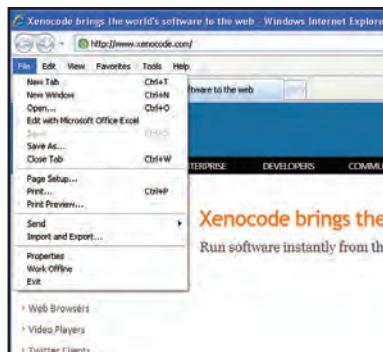 Xenocode brings the world's software to the web - Windows Internet Explore
http://www.xenocode.com/
File Edit View Favorites Tools Help
New Tab Ctrl+T
ftware to the web
New Window Ctrl+N
Open... Ctrl+O
Edit with Microsoft Office Excel
Save Ctrl+S
Save As...
Close Tab Ctrl+W
TERPRISE DEVELOPERS COMMU
Page Setup...
Print... Ctrl+P
Print Preview...
Send
Xenocode brings the
Import and Export...
Run software instantly from th
Properties
Work Offline
Exit
Web Browsers
Video Players
Twitter Clients